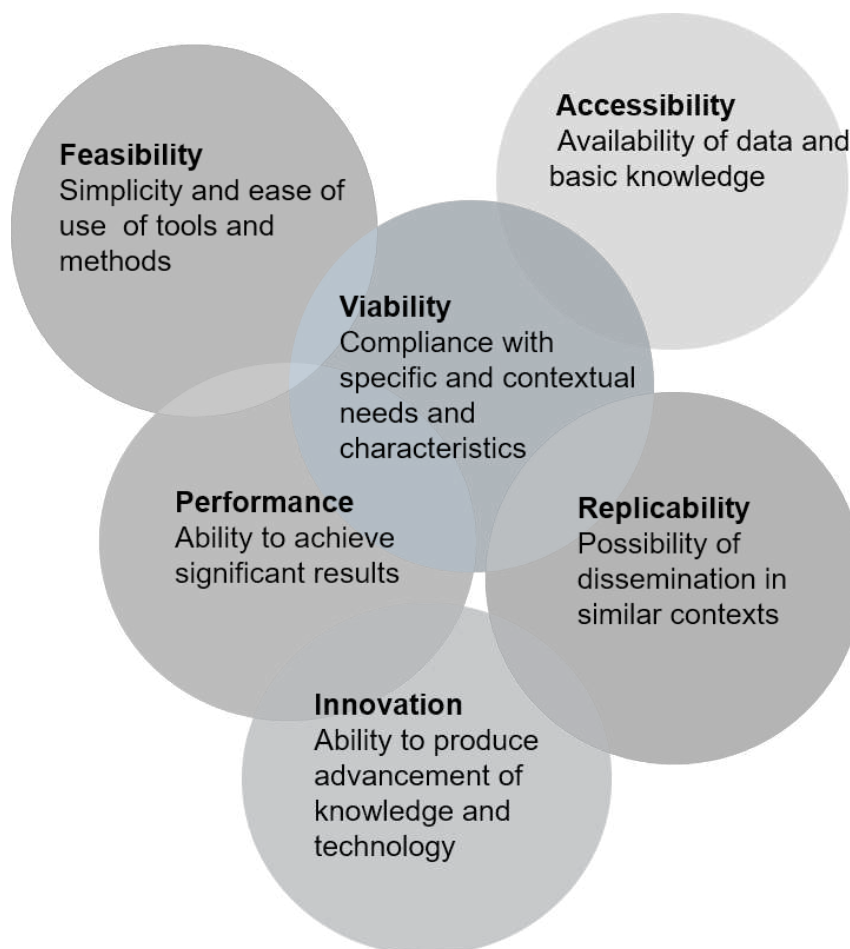 Feasibility
Simplicity and ease of
use of tools and
methods
Accessibility
Availability of data and
basic knowledge
Viability
Compliance with
specific and contextual
needs and
characteristics
Performance
Ability to achieve
significant results
Replicability
Possibility of
dissemination in
similar contexts
Innovation
Ability to produce
advancement of
knowledge and
technology